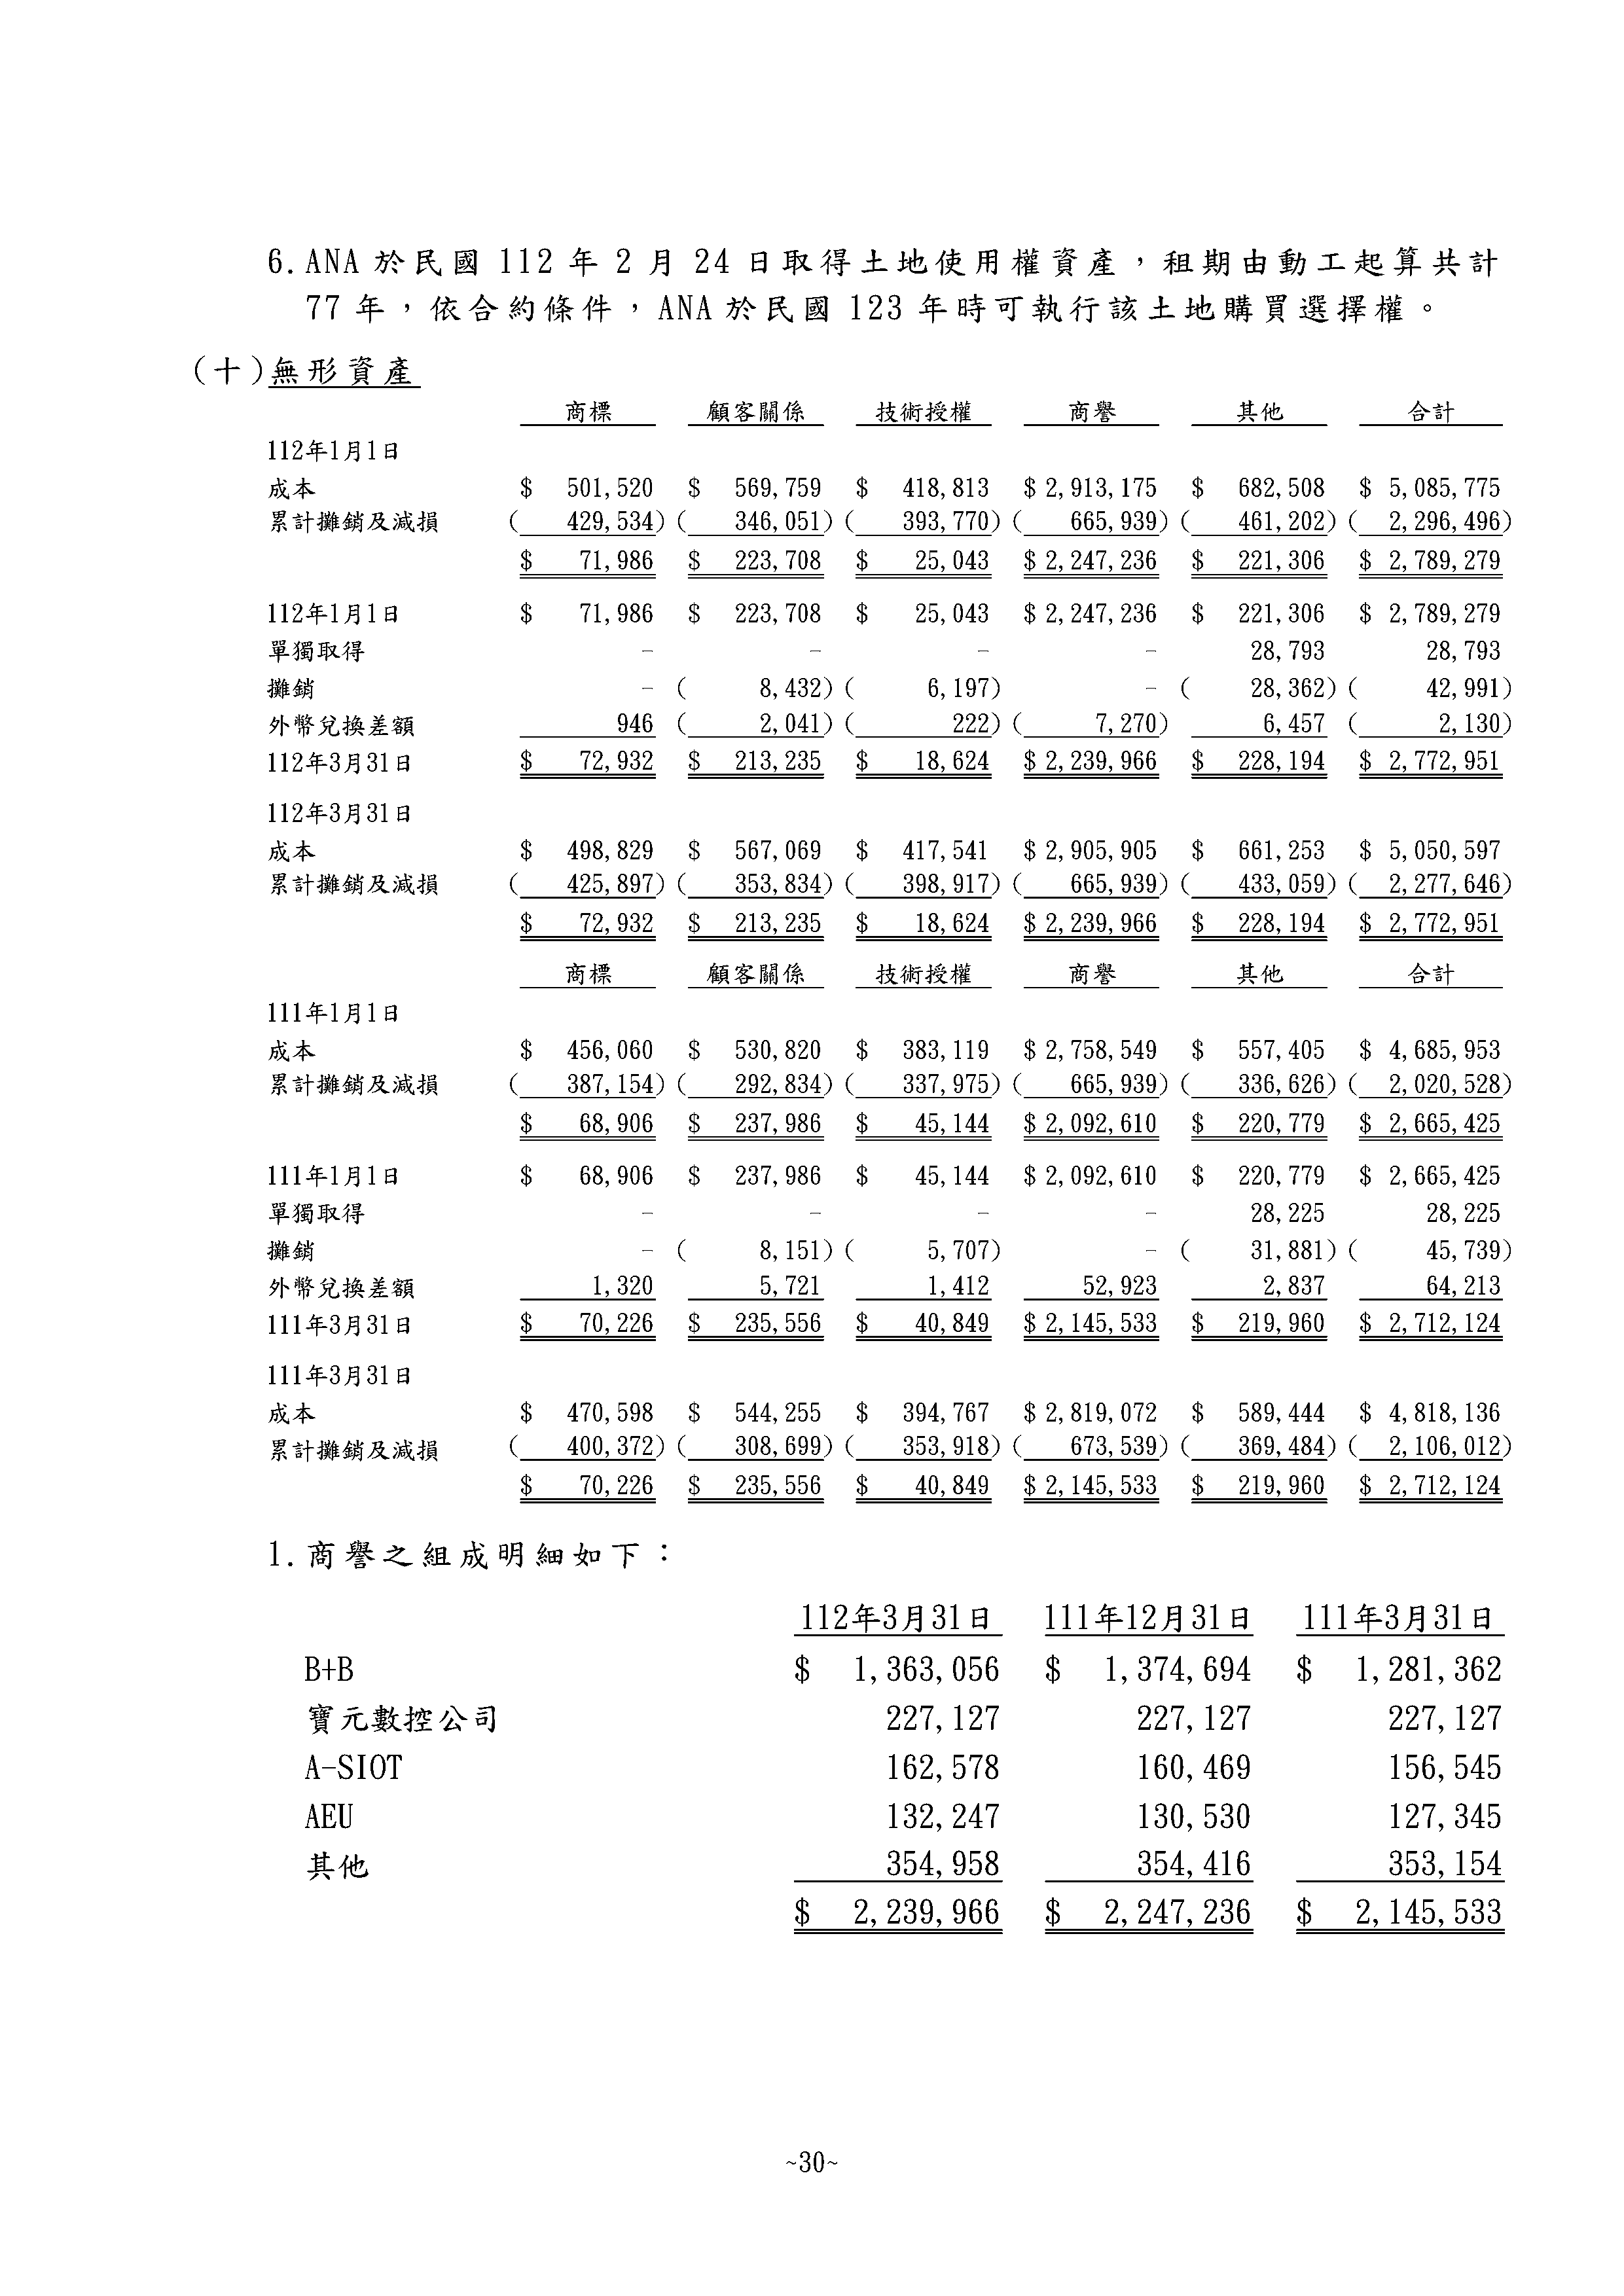 6.ANA 於民國 112 年 2 月 24 日取得土地使用權資產，租期由動工起算共計
77 年，依合約條件，ANA 於民國 123 年時可執行該土地購買選擇權。
(十)無形資產
商標 顧客關係 技術授權 商譽 其他 合計
112年1月1日
成本 $ 501,520 $ 569,759 $ 418,813 $ 2,913,175 $ 682,508 $ 5,085,775
累計攤銷及減損 ( 429,534) ( 346,051) ( 393,770) ( 665,939) ( 461,202) ( 2,296,496)
$ 71,986 $ 223,708 $ 25,043 $ 2,247,236 $ 221,306 $ 2,789,279
112年1月1日 $ 71,986 $ 223,708 $ 25,043 $ 2,247,236 $ 221,306 $ 2,789,279
單獨取得 - - - - 28,793 28,793
攤銷 - ( 8,432) ( 6,197) - ( 28,362) ( 42,991)
外幣兌換差額 946 ( 2,041) ( 222) ( 7,270) 6,457 ( 2,130)
112年3月31日 $ 72,932 $ 213,235 $ 18,624 $ 2,239,966 $ 228,194 $ 2,772,951
112年3月31日
成本 $ 498,829 $ 567,069 $ 417,541 $ 2,905,905 $ 661,253 $ 5,050,597
累計攤銷及減損 ( 425,897) ( 353,834) ( 398,917) ( 665,939) ( 433,059) ( 2,277,646)
$ 72,932 $ 213,235 $ 18,624 $ 2,239,966 $ 228,194 $ 2,772,951
商標 顧客關係 技術授權 商譽 其他 合計
111年1月1日
成本 $ 456,060 $ 530,820 $ 383,119 $ 2,758,549 $ 557,405 $ 4,685,953
累計攤銷及減損 ( 387,154) ( 292,834) ( 337,975) ( 665,939) ( 336,626) ( 2,020,528)
$ 68,906 $ 237,986 $ 45,144 $ 2,092,610 $ 220,779 $ 2,665,425
111年1月1日 $ 68,906 $ 237,986 $ 45,144 $ 2,092,610 $ 220,779 $ 2,665,425
單獨取得 - - - - 28,225 28,225
攤銷 - ( 8,151) ( 5,707) - ( 31,881) ( 45,739)
外幣兌換差額 1,320 5,721 1,412 52,923 2,837 64,213
111年3月31日 $ 70,226 $ 235,556 $ 40,849 $ 2,145,533 $ 219,960 $ 2,712,124
111年3月31日
成本 $ 470,598 $ 544,255 $ 394,767 $ 2,819,072 $ 589,444 $ 4,818,136
累計攤銷及減損 ( 400,372) ( 308,699) ( 353,918) ( 673,539) ( 369,484) ( 2,106,012)
$ 70,226 $ 235,556 $ 40,849 $ 2,145,533 $ 219,960 $ 2,712,124
1.商譽之組成明細如下：
112年3月31日 111年12月31日 111年3月31日
B+B $ 1,363,056 $ 1,374,694 $ 1,281,362
寶元數控公司 227,127 227,127 227,127
A-SIOT 162,578 160,469 156,545
AEU 132,247 130,530 127,345
其他 354,958 354,416 353,154
$ 2,239,966 $ 2,247,236 $ 2,145,533
~30~